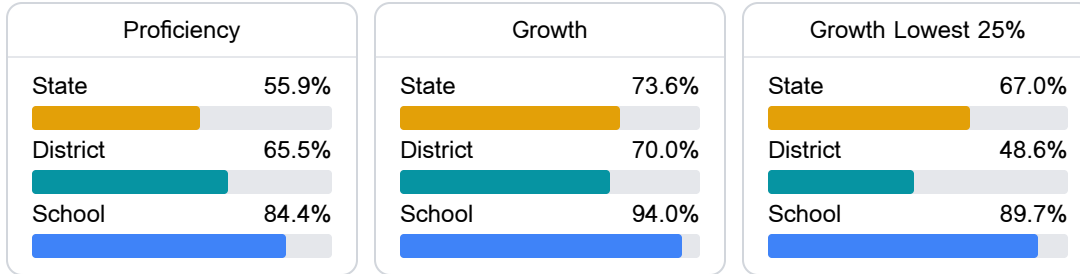 Proficiency
State 55.9%
District 65.5%
School 84.4%
Growth
State 73.6%
District 70.0%
School 94.0%
Growth Lowest 25%
State 67.0%
District 48.6%
School 89.7%